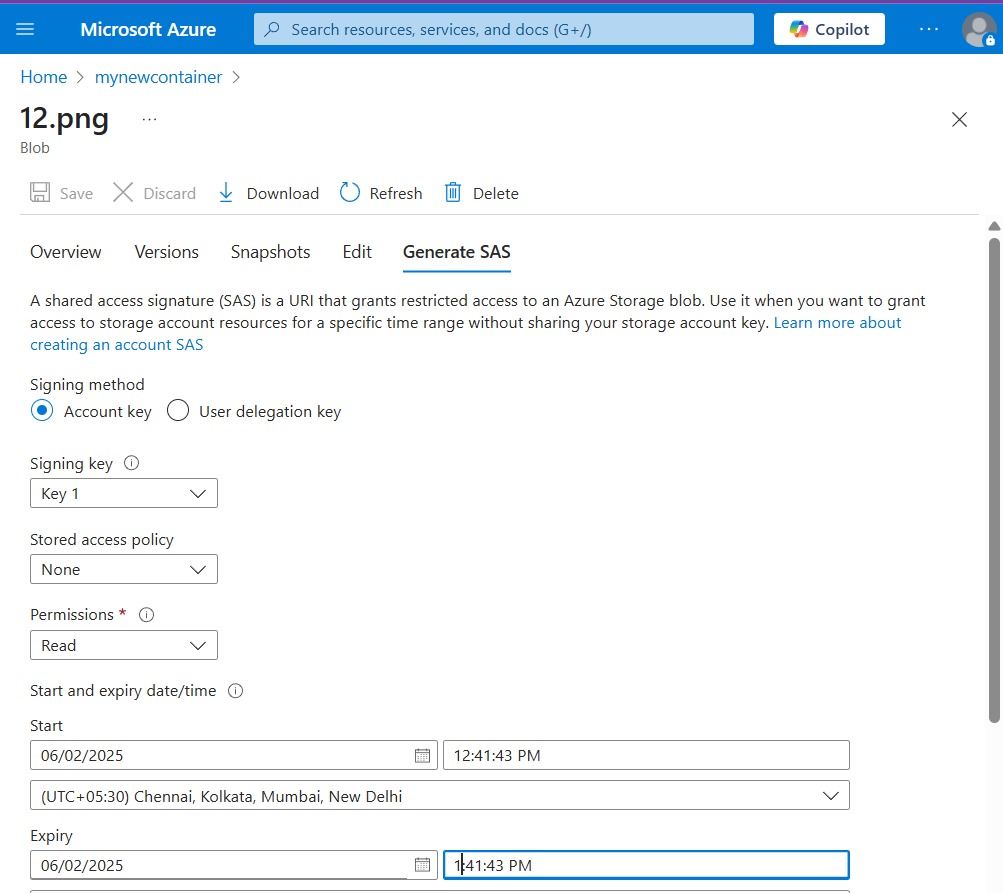 Microsoft Azure
Search resources, services, and docs (G+/)
Copilot
...
Home > mynewcontainer >
12.png ...
Blob
Save
Discard
Download
Refresh
Delete
Overview
Versions
Snapshots
Edit
Generate SAS
A shared access signature (SAS) is a URI that grants restricted access to an Azure Storage blob. Use it when you want to grant
access to storage account resources for a specific time range without sharing your storage account key. Learn more about
creating an account SAS
Signing method
Account key
User delegation key
Signing key
Key 1
Stored access policy
None
Permissions *
Read
Start and expiry date/time
Start
06/02/2025
12:41:43 PM
(UTC+05:30) Chennai, Kolkata, Mumbai, New Delhi
Expiry
06/02/2025
1:41:43 PM